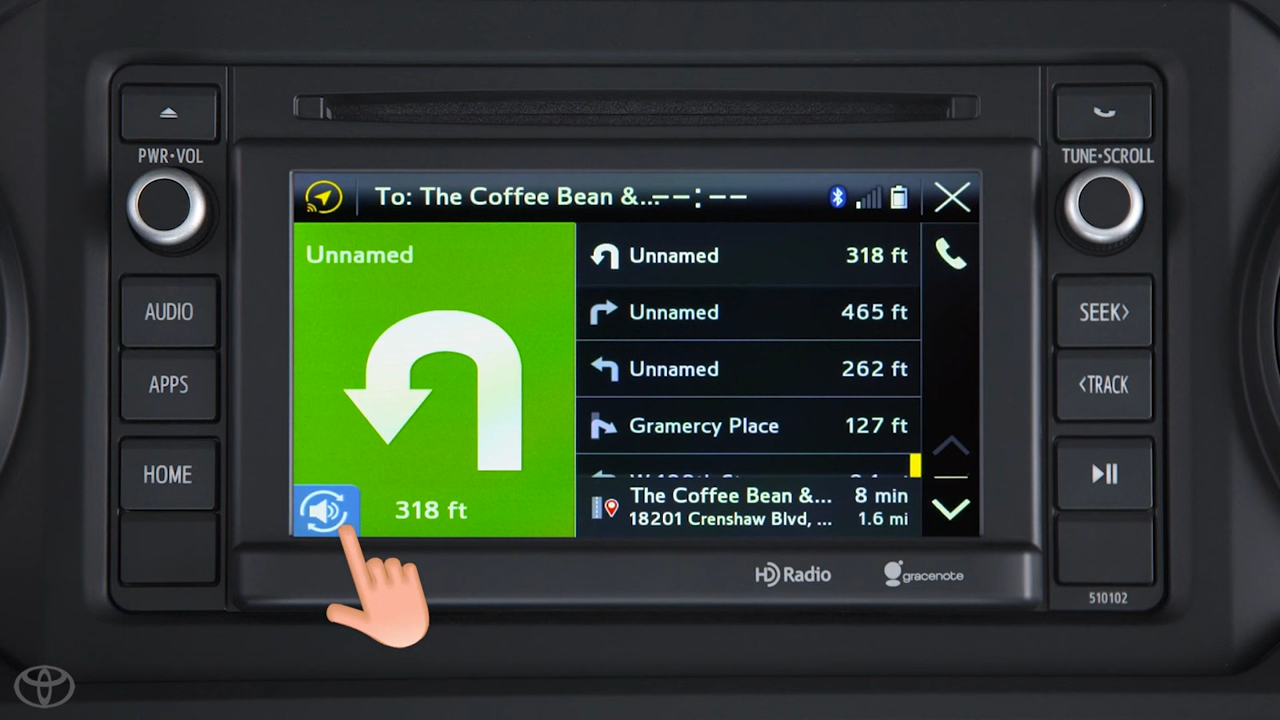 PWR•VOL
AUDIO
APPS
HOME
To: The Coffee Bean &...--:--
Unnamed
318 ft
Unnamed 318 ft
Unnamed 465 ft
Unnamed 262 ft
Gramercy Place 127 ft
The Coffee Bean &... 8 min
18201 Crenshaw Blvd, ... 1.6 mi
HD Radio
gracenote
TUNE•SCROLL
SEEK>
<TRACK
510102